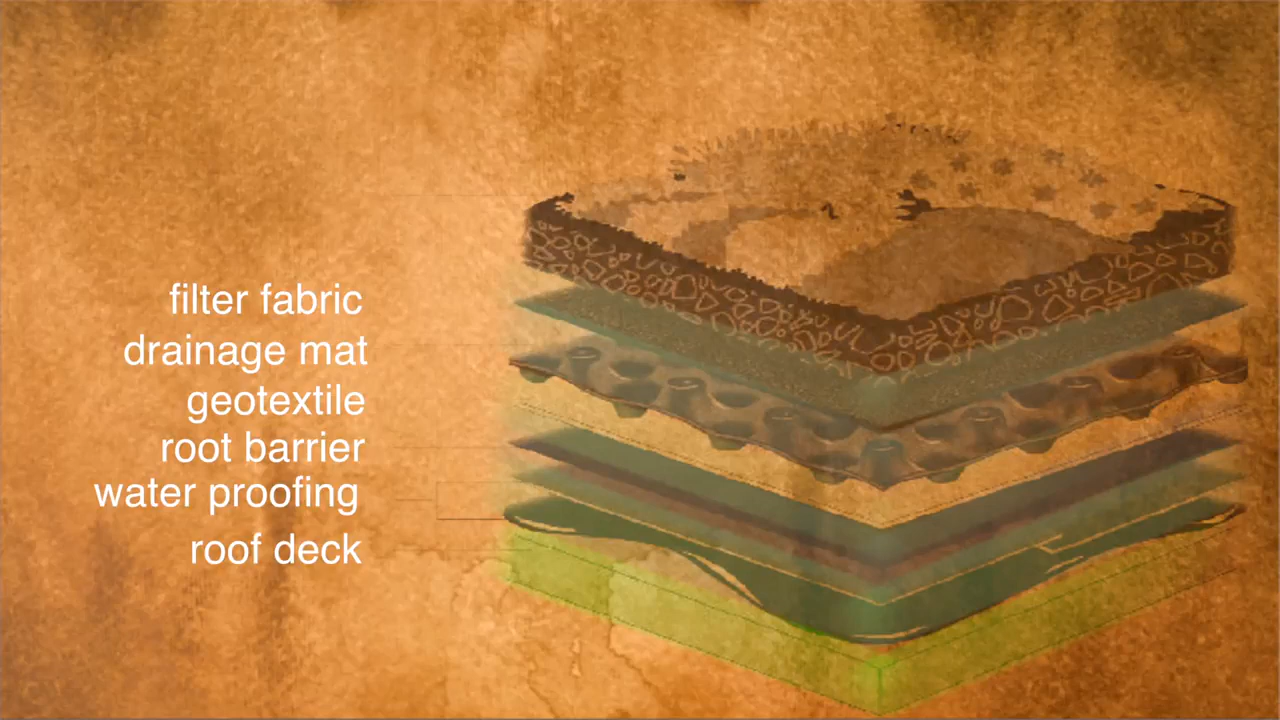 filter fabric
drainage mat
geotextile
root barrier
water proofing
roof deck